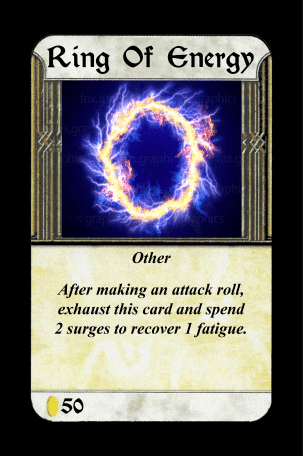 Ring Of Energy
Other
After making an attack roll,
exhaust this card and spend
2 surges to recover 1 fatigue.
50